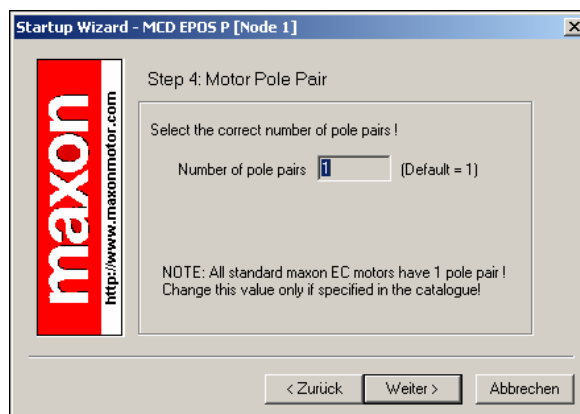 Startup Wizard - MCD EPOS P [Node 1]
maxon
http://www.maxonmotor.com
Step 4: Motor Pole Pair
Select the correct number of pole pairs !
Number of pole pairs 1 (Default = 1)
NOTE: All standard maxon EC motors have 1 pole pair !
Change this value only if specified in the catalogue!
< Zurück Weiter > Abbrechen